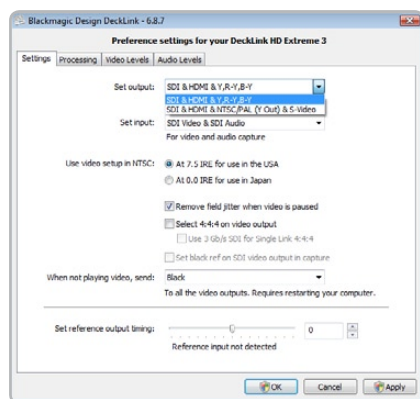 Blackmagic Design DeckLink - 6.8.7
Preference settings for your DeckLink HD Extreme 3
Settings Processing Video Levels Audio Levels
Set output: SDI & HDMI & Y,R-Y,B-Y
SDI & HDMI & Y,R-Y,B-Y
SDI & HDMI & NTSC/PAL (Y Out) & S-Video
Set input: SDI Video & SDI Audio
For video and audio capture
Use video setup in NTSC: At 7.5 IRE for use in the USA
At 0.0 IRE for use in Japan
Remove field jitter when video is paused
Select 4:4:4 on video output
Use 3 Gb/s SDI for Single Link 4:4:4
Set black ref on SDI video output in capture
When not playing video, send: Black
To all the video outputs. Requires restarting your computer.
Set reference output timing: 0
Reference input not detected
OK Cancel Apply